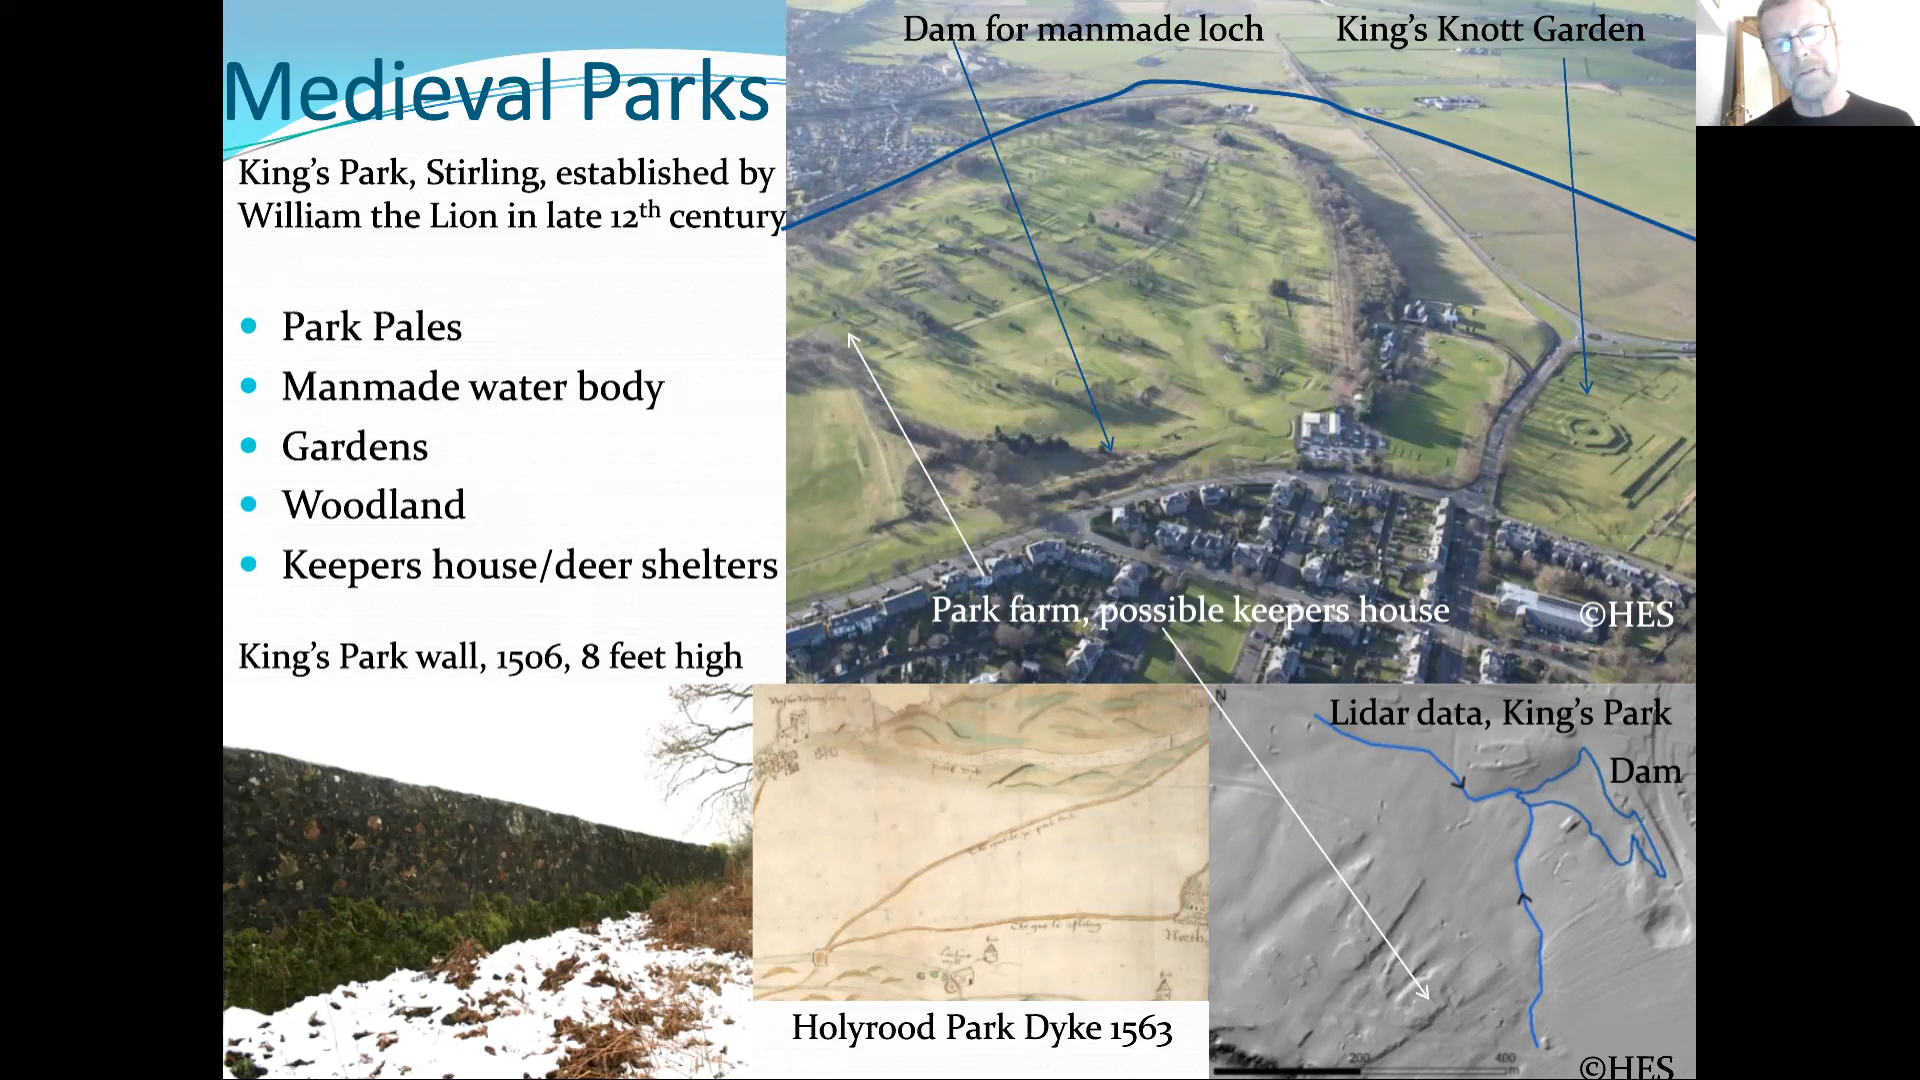 Medieval Parks
King's Park, Stirling, established by
William the Lion in late 12th century
Park Pales
Manmade water body
Gardens
Woodland
Keepers house/deer shelters
King's Park wall, 1506, 8 feet high
Dam for manmade loch
King's Knott Garden
Park farm, possible keepers house
©HES
Holyrood Park Dyke 1563
N
Lidar data, King's Park
Dam
200
400
m
©HES